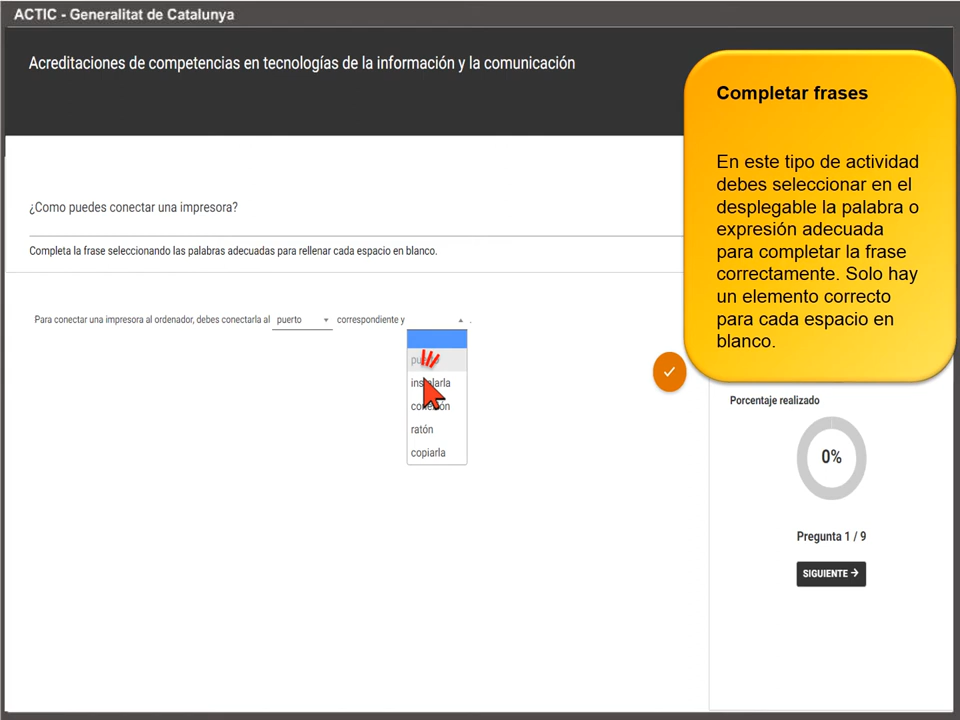 ACTIC - Generalitat de Catalunya
Acreditaciones de competencias en tecnologías de la información y la comunicación
Completar frases
En este tipo de actividad
debes seleccionar en el
desplegable la palabra o
expresión adecuada
para completar la frase
correctamente. Solo hay
un elemento correcto
para cada espacio en
blanco.
¿Como puedes conectar una impresora?
Completa la frase seleccionando las palabras adecuadas para rellenar cada espacio en blanco.
Para conectar una impresora al ordenador, debes conectarla al puerto correspondiente y .
puerto
instalarla
conexión
ratón
copiarla
Porcentaje realizado
0%
Pregunta 1 / 9
SIGUIENTE →